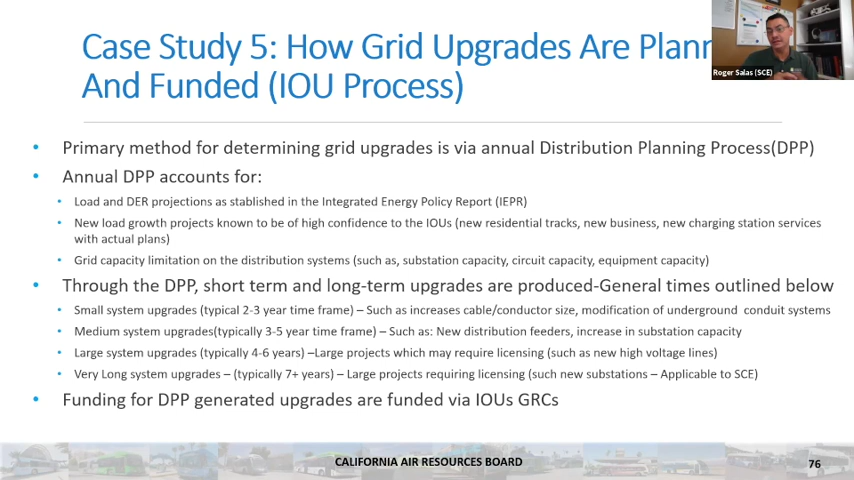 Case Study 5: How Grid Upgrades Are Plann
And Funded (IOU Process)
Roger Salas (SCE)
• Primary method for determining grid upgrades is via annual Distribution Planning Process(DPP)
• Annual DPP accounts for:
• Load and DER projections as stablished in the Integrated Energy Policy Report (IEPR)
• New load growth projects known to be of high confidence to the IOUs (new residential tracks, new business, new charging station services
with actual plans)
• Grid capacity limitation on the distribution systems (such as, substation capacity, circuit capacity, equipment capacity)
• Through the DPP, short term and long-term upgrades are produced-General times outlined below
• Small system upgrades (typical 2-3 year time frame) – Such as increases cable/conductor size, modification of underground conduit systems
• Medium system upgrades(typically 3-5 year time frame) – Such as: New distribution feeders, increase in substation capacity
• Large system upgrades (typically 4-6 years) –Large projects which may require licensing (such as new high voltage lines)
• Very Long system upgrades – (typically 7+ years) – Large projects requiring licensing (such new substations – Applicable to SCE)
• Funding for DPP generated upgrades are funded via IOUs GRCs
CALIFORNIA AIR RESOURCES BOARD
76